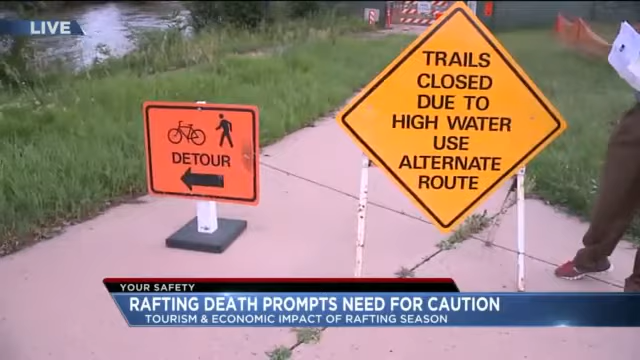 LIVE
DETOUR
TRAILS
CLOSED
DUE TO
HIGH WATER
USE
ALTERNATE
ROUTE
YOUR SAFETY
RAFTING DEATH PROMPTS NEED FOR CAUTION
TOURISM & ECONOMIC IMPACT OF RAFTING SEASON